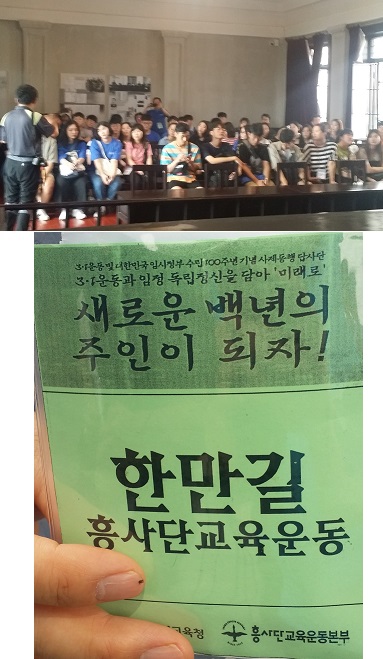 3·1운동 및 대한민국 임시정부 수립 100주년 기념 사제동행 답사단
3·1운동과 임정 독립정신을 담아 '미래로'
새로운 백년의
주인이 되자!
한만길
흥사단교육운동
교육청 흥사단교육운동본부